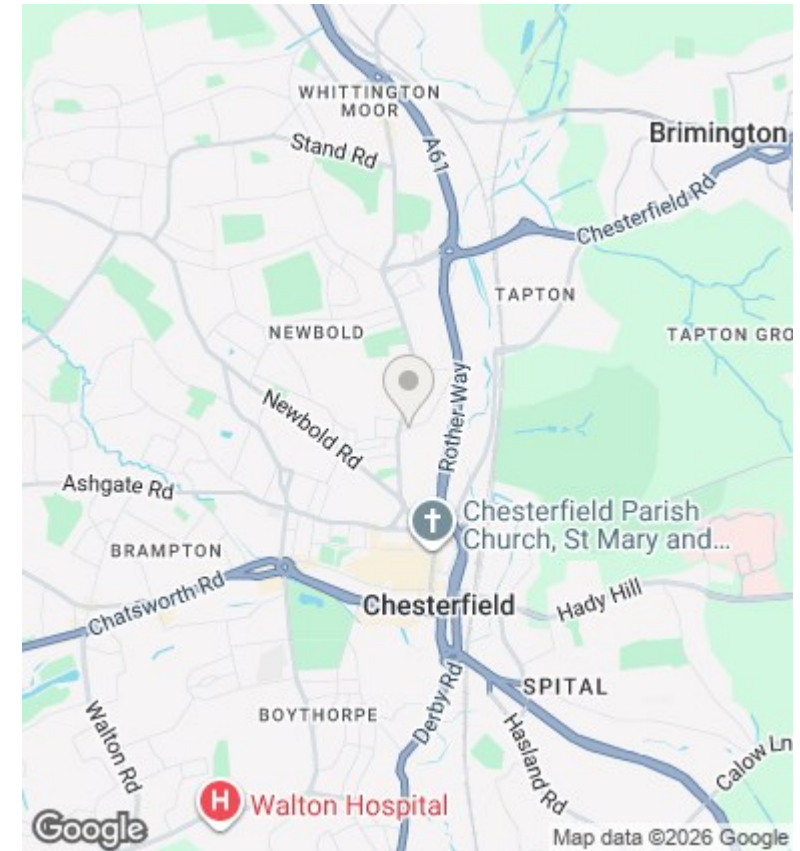 WHITTINGTON
MOOR
Stand Rd
A61
Brimington
Chesterfield Rd
TAPTON
NEWBOLD
TAPTON GRO
Newbold Rd
Rother Way
Ashgate Rd
Chesterfield Parish
Church, St Mary and...
BRAMPTON
Chatsworth Rd
Chesterfield
Hady Hill
SPITAL
Derby Rd
BOYTHORPE
Walton Rd
Hasland Rd
Calow Ln
H
Walton Hospital
Google
Map data ©2026 Google